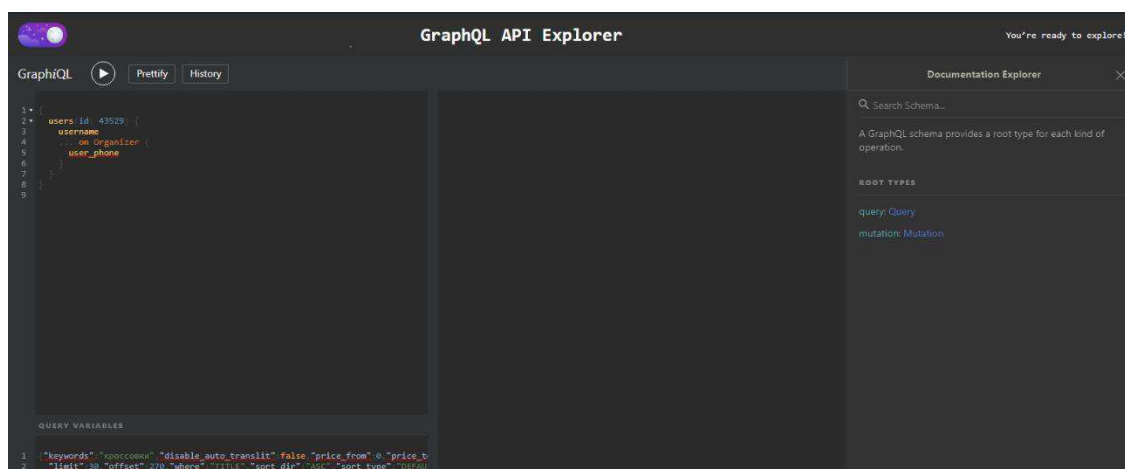 GraphQL API Explorer
You're ready to explore!
GraphiQL
Prettify
History
1 {
2 users(id: 43529) {
3 username
4 ... on Organizer {
5 user_phone
6 }
7 }
8 }
9
QUERY VARIABLES
1 {"keywords":"кроссовки","disable_auto_translit":false,"price_from":0,"price_t
2 "limit":30,"offset":270,"where":"TITLE","sort_dir":"ASC","sort_type":"DEFAU
Documentation Explorer
Search Schema...
A GraphQL schema provides a root type for each kind of
operation.
ROOT TYPES
query: Query
mutation: Mutation